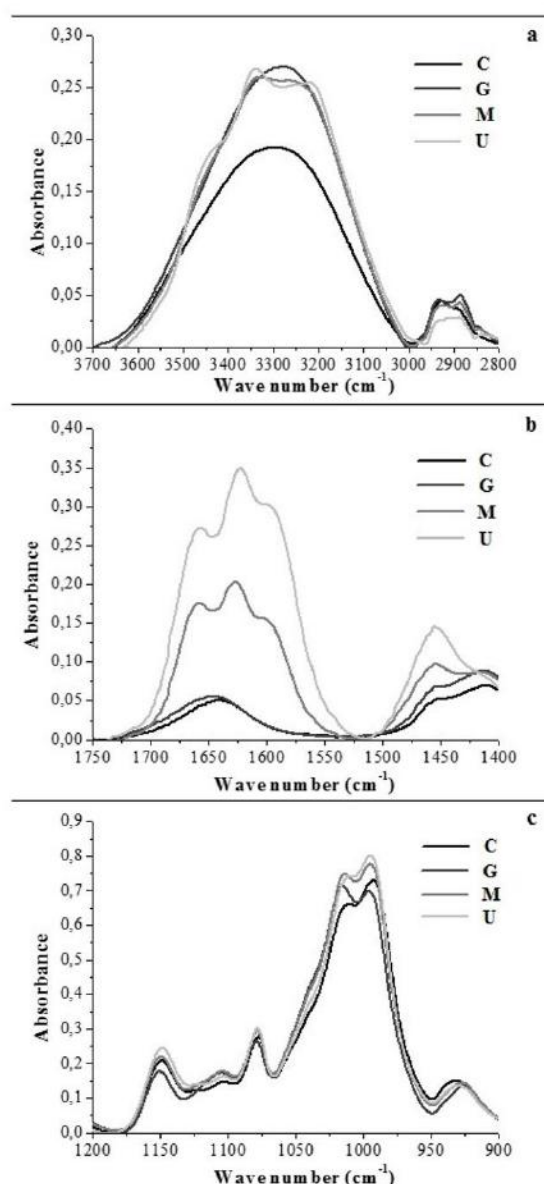 a
0,30
0,25
0,20
0,15
0,10
0,05
0,00
Absorbance
C
G
M
U
3700 3600 3500 3400 3300 3200 3100 3000 2900 2800
Wave number (cm-1)
b
0,40
0,35
0,30
0,25
0,20
0,15
0,10
0,05
0,00
Absorbance
C
G
M
U
1750 1700 1650 1600 1550 1500 1450 1400
Wave number (cm-1)
c
0,9
0,8
0,7
0,6
0,5
0,4
0,3
0,2
0,1
0,0
Absorbance
C
G
M
U
1200 1150 1100 1050 1000 950 900
Wave number (cm-1)